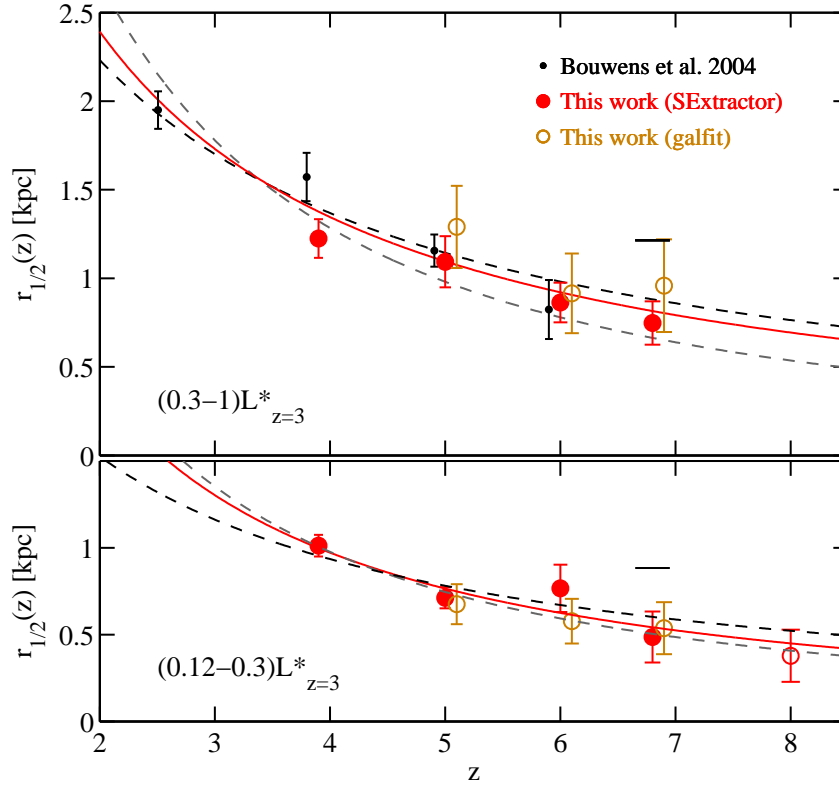 2.5
2
1.5
1
0.5
0
r1/2(z) [kpc]
Bouwens et al. 2004
This work (SExtractor)
This work (galfit)
(0.3−1)L*z=3
1
0.5
0
r1/2(z) [kpc]
(0.12−0.3)L*z=3
2 3 4 5 6 7 8
z